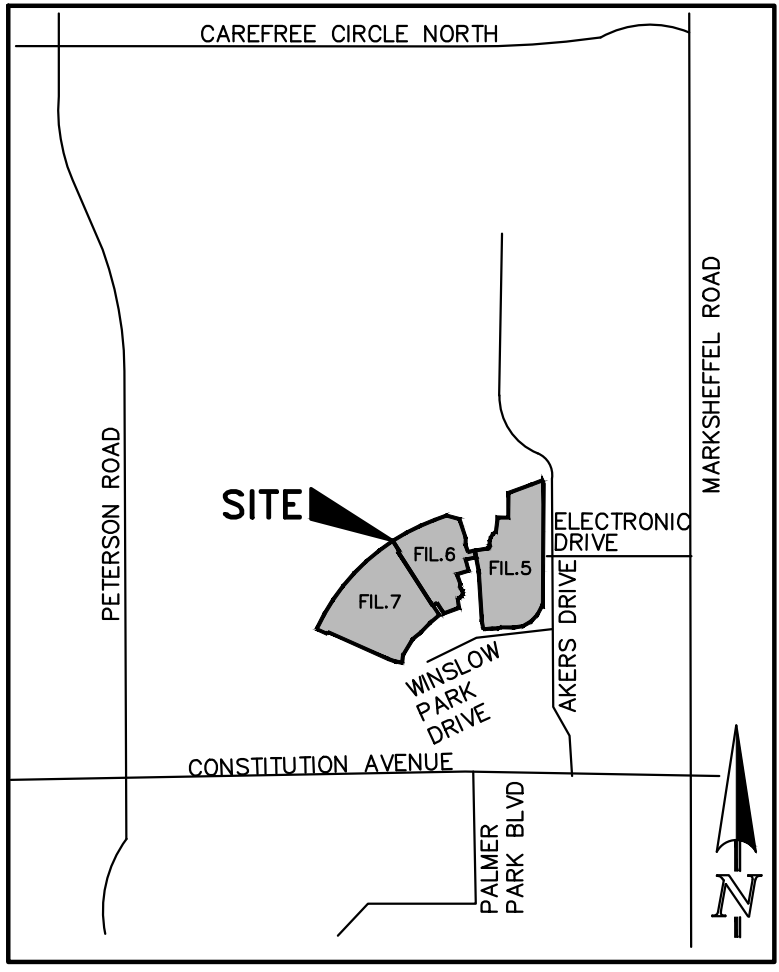 CAREFREE CIRCLE NORTH
MARKSHEFFEL ROAD
PETERSON ROAD
SITE
ELECTRONIC
DRIVE
FIL.6
FIL.5
FIL.7
AKERS DRIVE
WINSLOW
PARK
DRIVE
CONSTITUTION AVENUE
PALMER
PARK BLVD
N